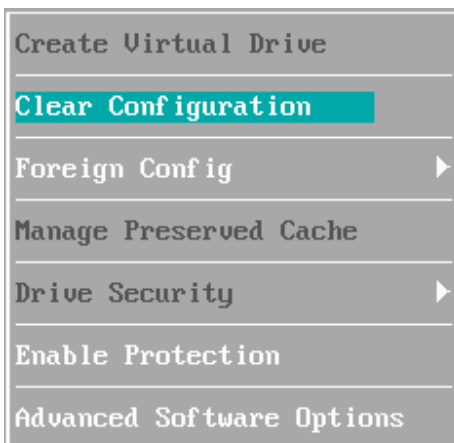 Create Virtual Drive
Clear Configuration
Foreign Config
Manage Preserved Cache
Drive Security
Enable Protection
Advanced Software Options